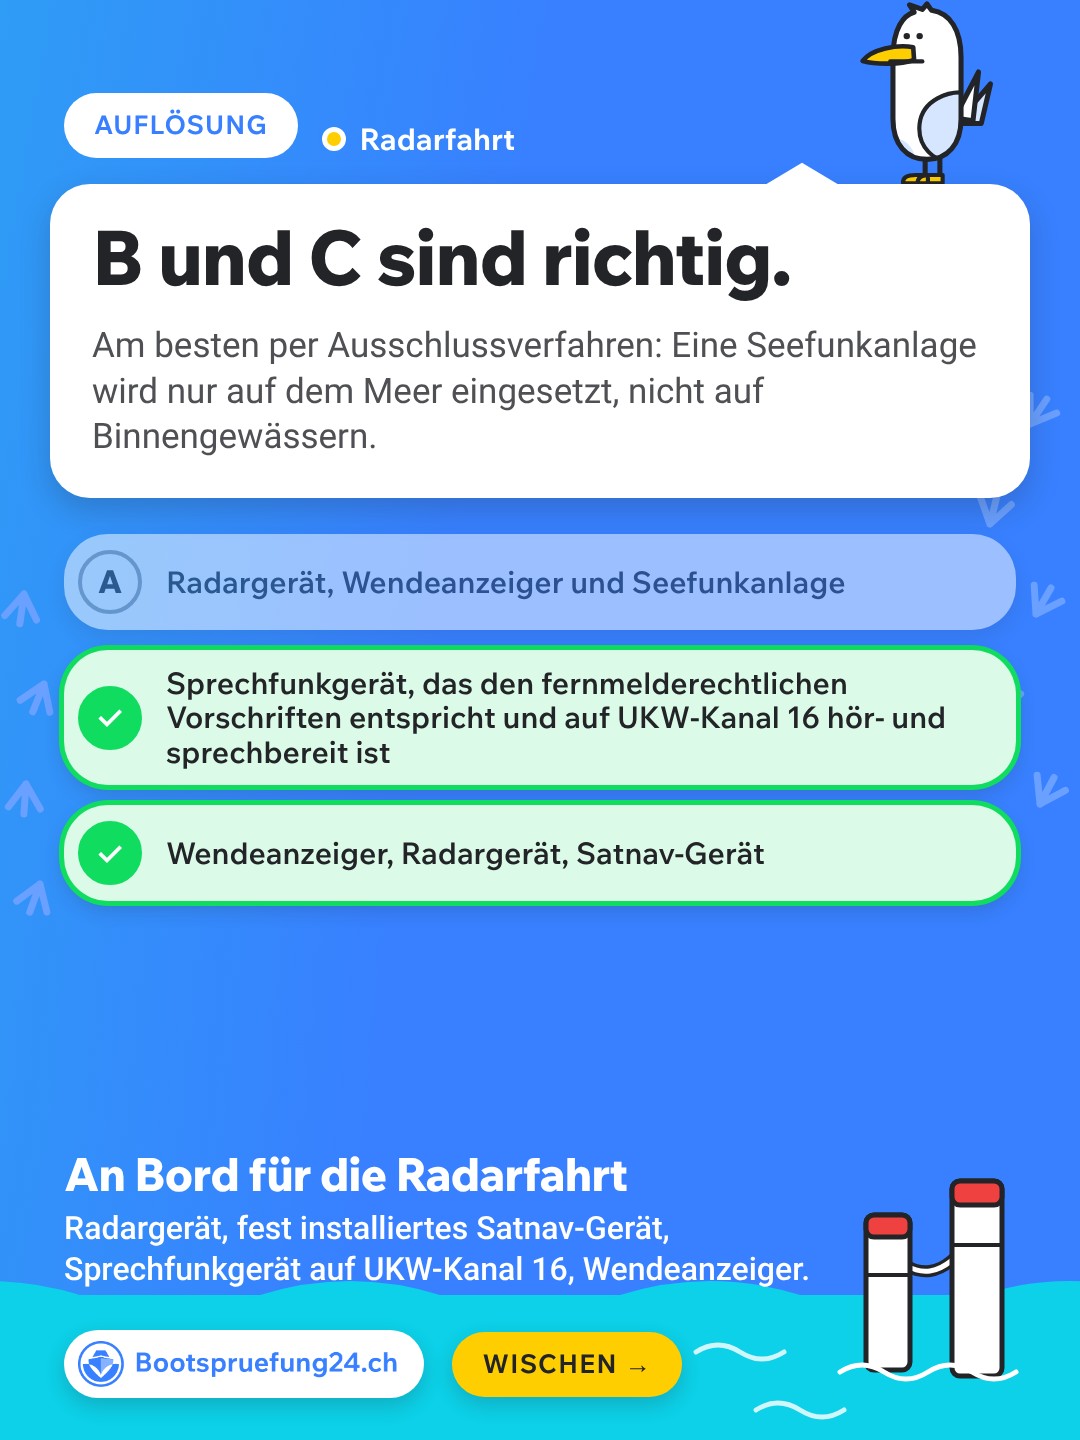 AUFLÖSUNG
Radarfahrt
B und C sind richtig.
Am besten per Ausschlussverfahren: Eine Seefunkanlage
wird nur auf dem Meer eingesetzt, nicht auf
Binnengewässern.
A Radargerät, Wendeanzeiger und Seefunkanlage
Sprechfunkgerät, das den fernmelderechtlichen
Vorschriften entspricht und auf UKW-Kanal 16 hör- und
sprechbereit ist
Wendeanzeiger, Radargerät, Satnav-Gerät
An Bord für die Radarfahrt
Radargerät, fest installiertes Satnav-Gerät,
Sprechfunkgerät auf UKW-Kanal 16, Wendeanzeiger.
Bootspruefung24.ch
WISCHEN →